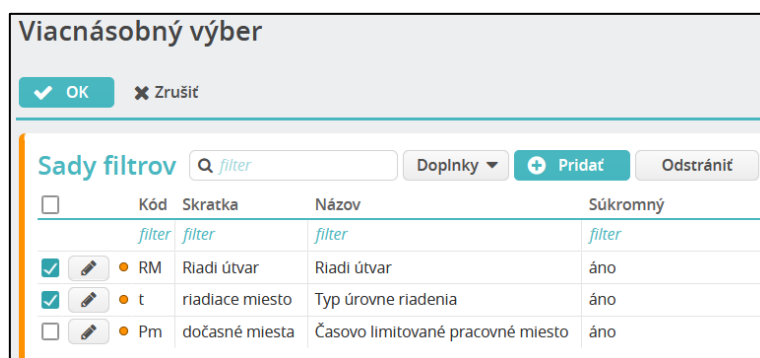 Viacnásobný výber
OK Zrušiť
Sady filtrov filter Doplnky Pridať Odstrániť
Kód Skratka Názov Súkromný
filter filter filter filter
RM Riadi útvar Riadi útvar áno
t riadiace miesto Typ úrovne riadenia áno
Pm dočasné miesta Časovo limitované pracovné miesto áno